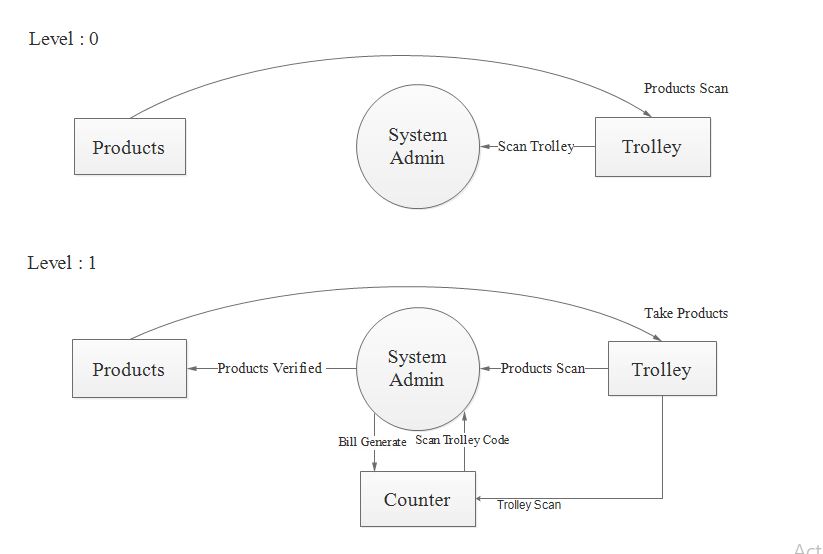 Level : 0
Products Scan
Products
System
Admin
Scan Trolley
Trolley
Level : 1
Take Products
Products
Products Verified
System
Admin
Products Scan
Trolley
Bill Generate
Scan Trolley Code
Counter
Trolley Scan
Act